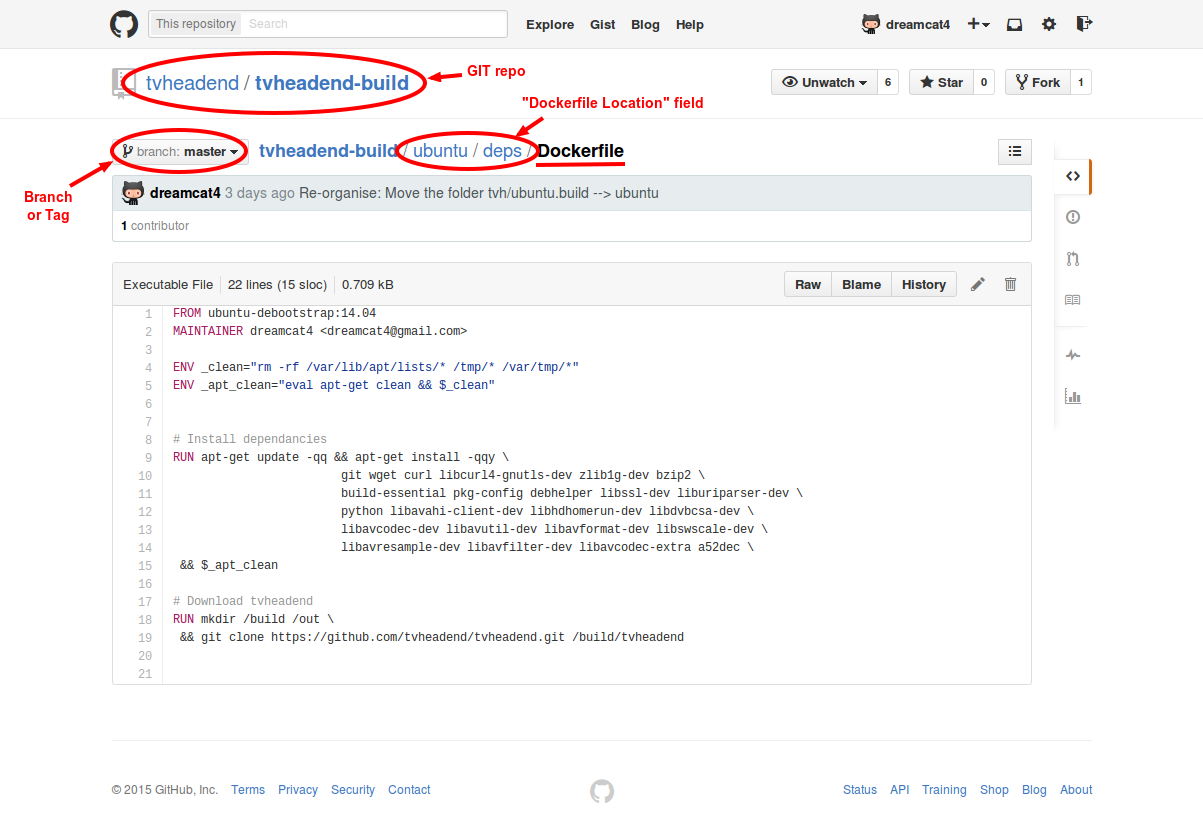 This repository Search Explore Gist Blog Help dreamcat4
tvheadend / tvheadend-build GIT repo Unwatch 6 Star 0 Fork 1
"Dockerfile Location" field
branch: master tvheadend-build / ubuntu / deps / Dockerfile
Branch
or Tag
dreamcat4 3 days ago Re-organise: Move the folder tvh/ubuntu.build --> ubuntu
1 contributor
Executable File 22 lines (15 sloc) 0.709 kB Raw Blame History
1 FROM ubuntu-debootstrap:14.04
2 MAINTAINER dreamcat4 <dreamcat4@gmail.com>
3
4 ENV _clean="rm -rf /var/lib/apt/lists/* /tmp/* /var/tmp/*"
5 ENV _apt_clean="eval apt-get clean && $_clean"
6
7
8 # Install dependancies
9 RUN apt-get update -qq && apt-get install -qqy \
10 git wget curl libcurl4-gnutls-dev zlib1g-dev bzip2 \
11 build-essential pkg-config debhelper libssl-dev liburiparser-dev \
12 python libavahi-client-dev libhdhomerun-dev libdvbcsa-dev \
13 libavcodec-dev libavutil-dev libavformat-dev libswscale-dev \
14 libavresample-dev libavfilter-dev libavcodec-extra a52dec \
15 && $_apt_clean
16
17 # Download tvheadend
18 RUN mkdir /build /out \
19 && git clone https://github.com/tvheadend/tvheadend.git /build/tvheadend
20
21
© 2015 GitHub, Inc. Terms Privacy Security Contact Status API Training Shop Blog About